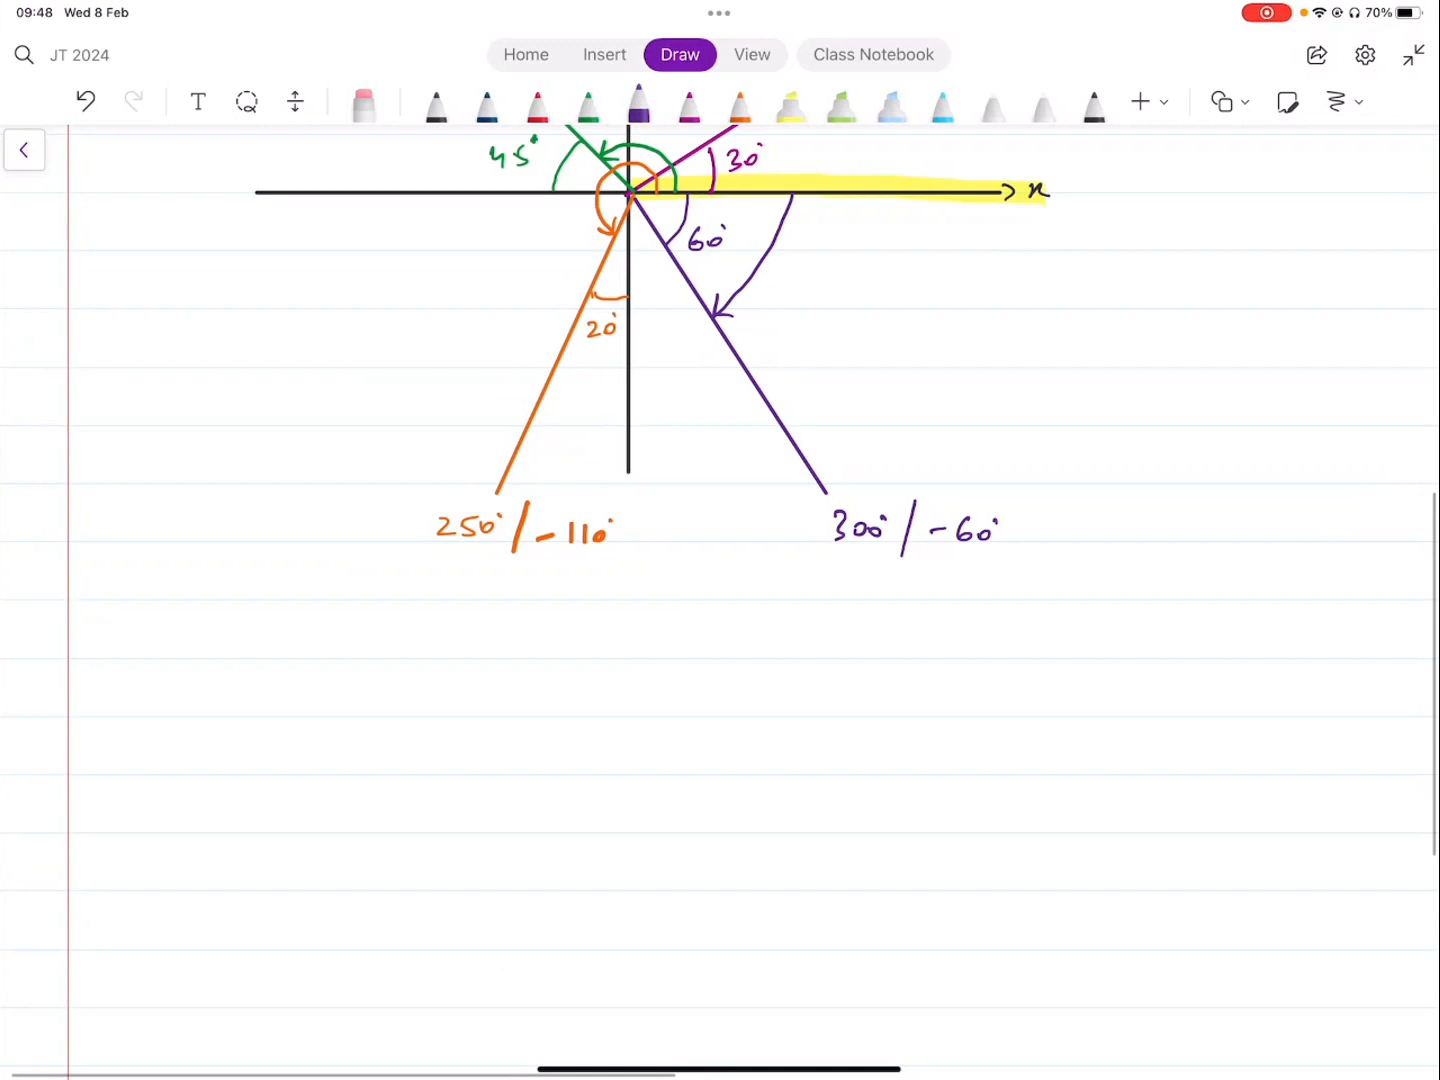 09:48 Wed 8 Feb
70%
JT 2024
Home Insert Draw View Class Notebook
T
45°
30°
x
60°
20°
250° / -110°
300° / -60°